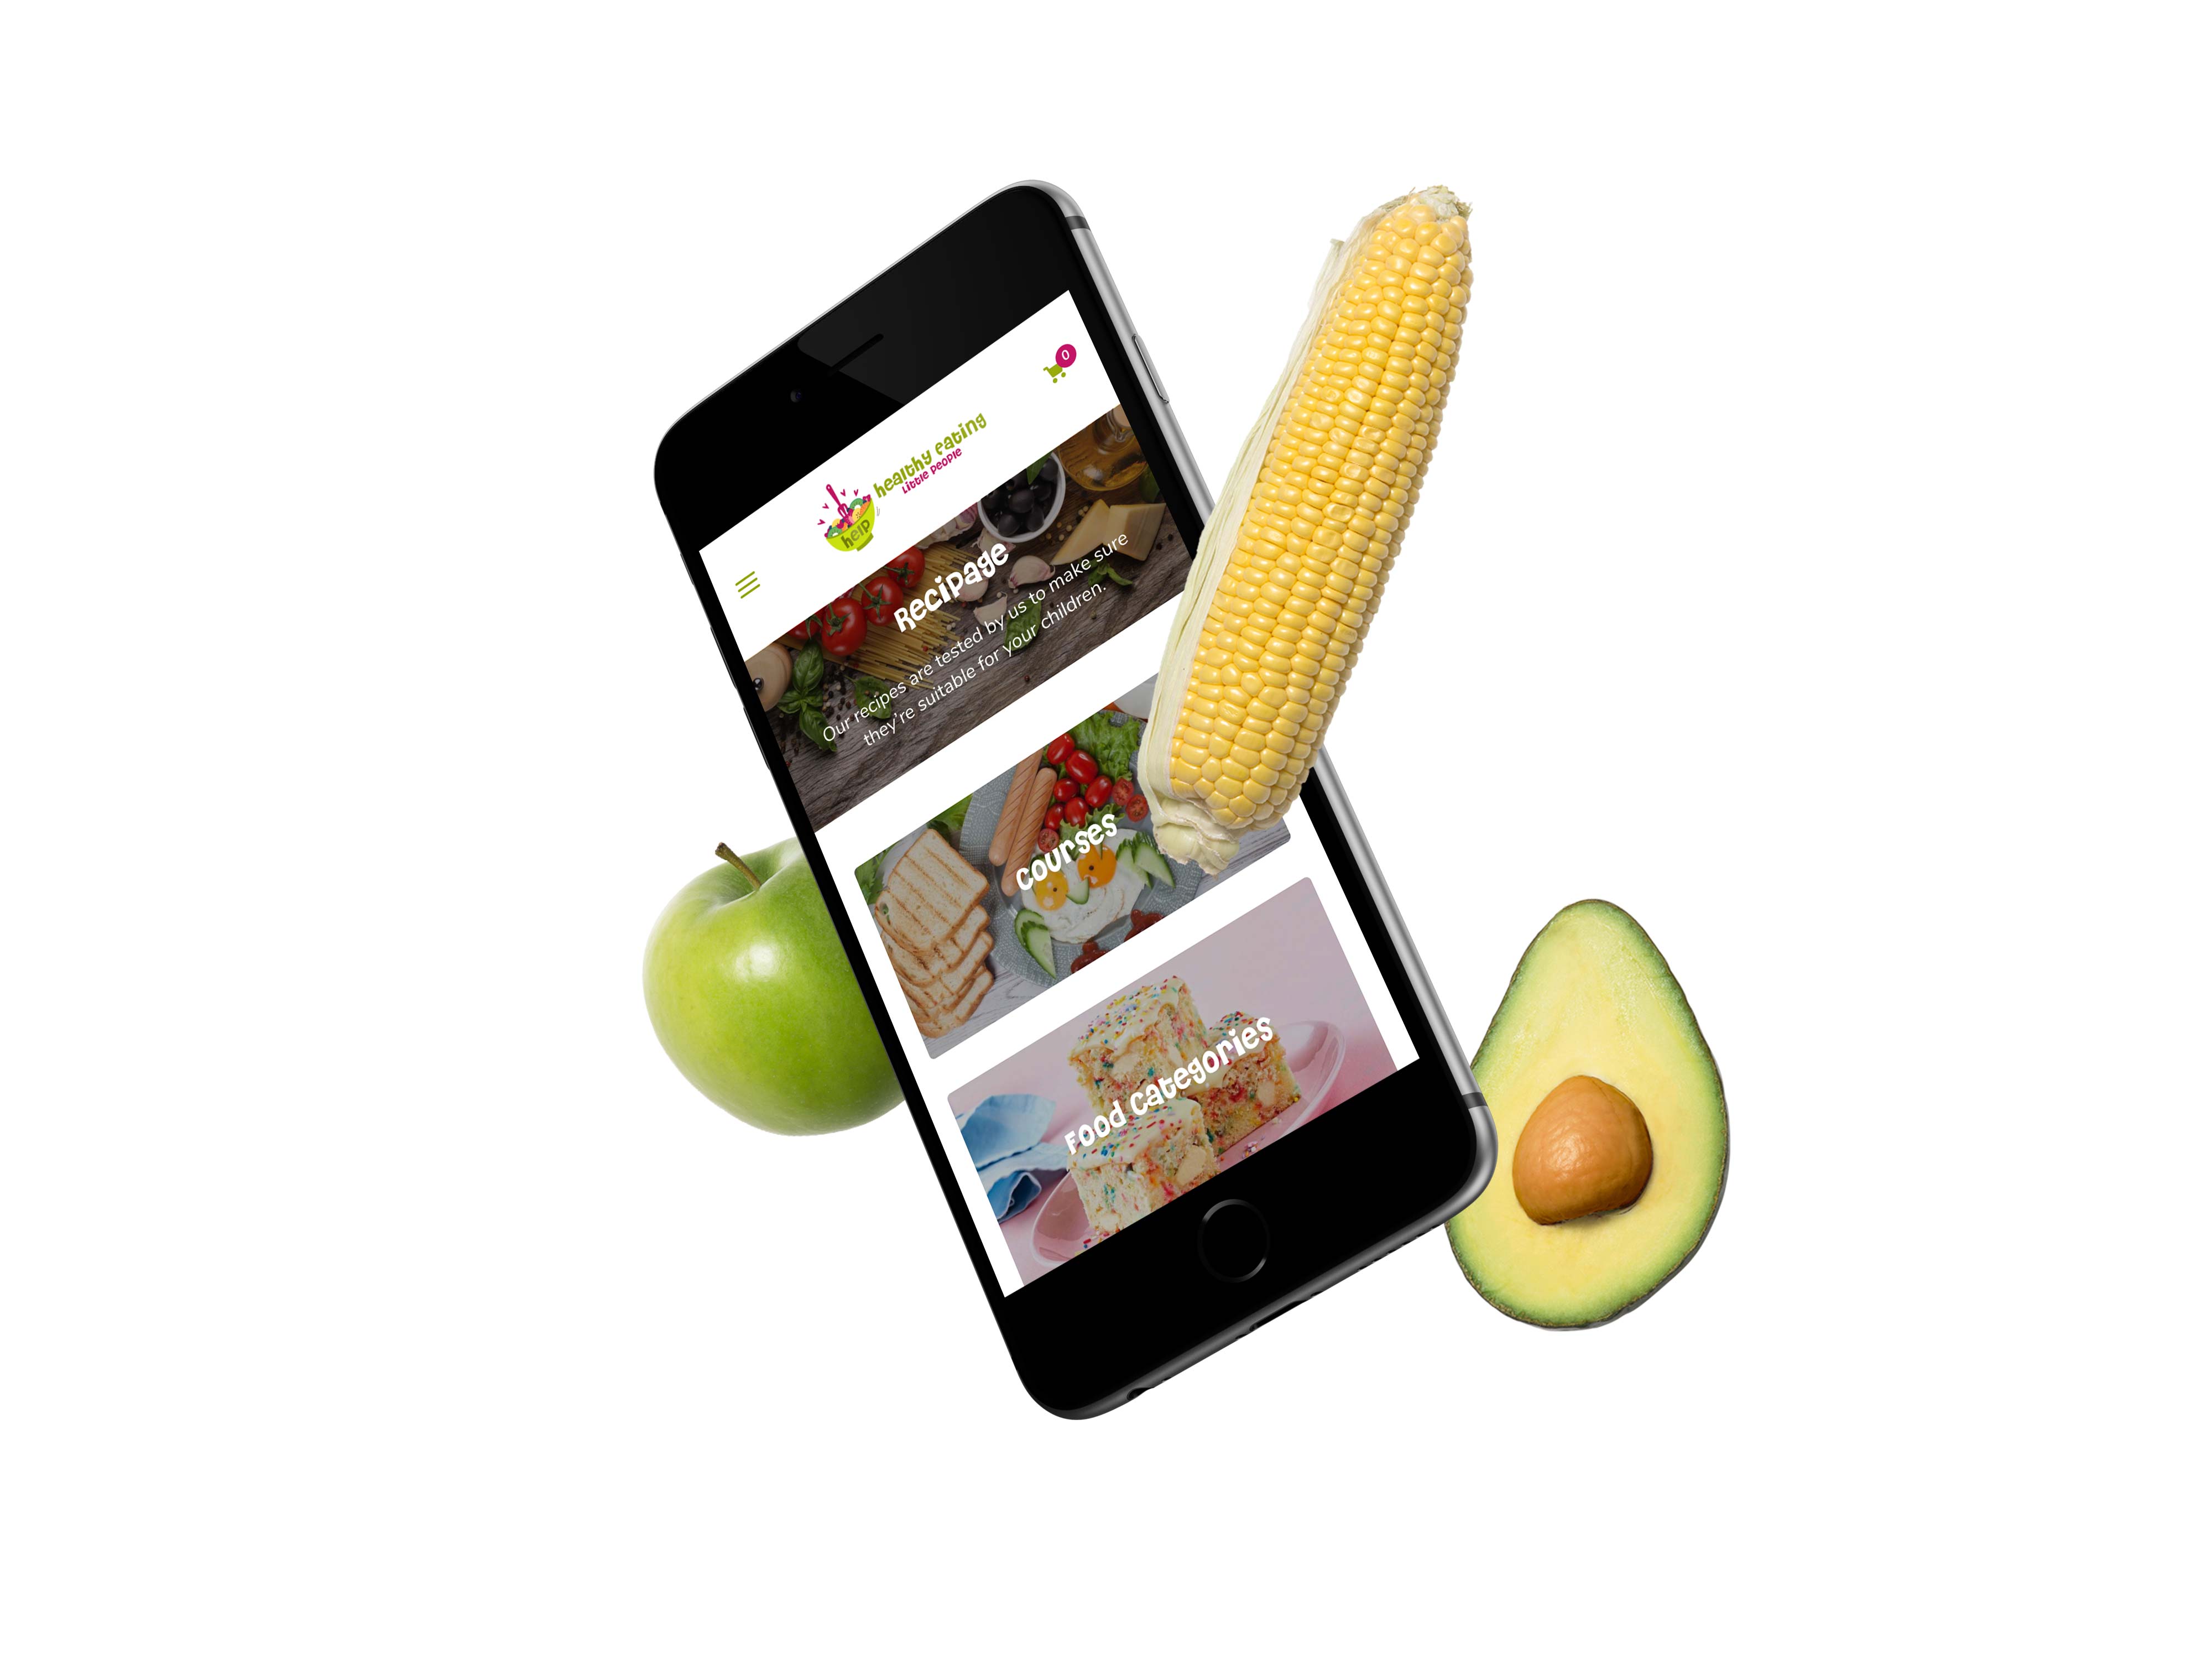 0
healthy eating
Little People
help
Recipage
Our recipes are tested by us to make sure
they're suitable for your children.
courses
Food Categories